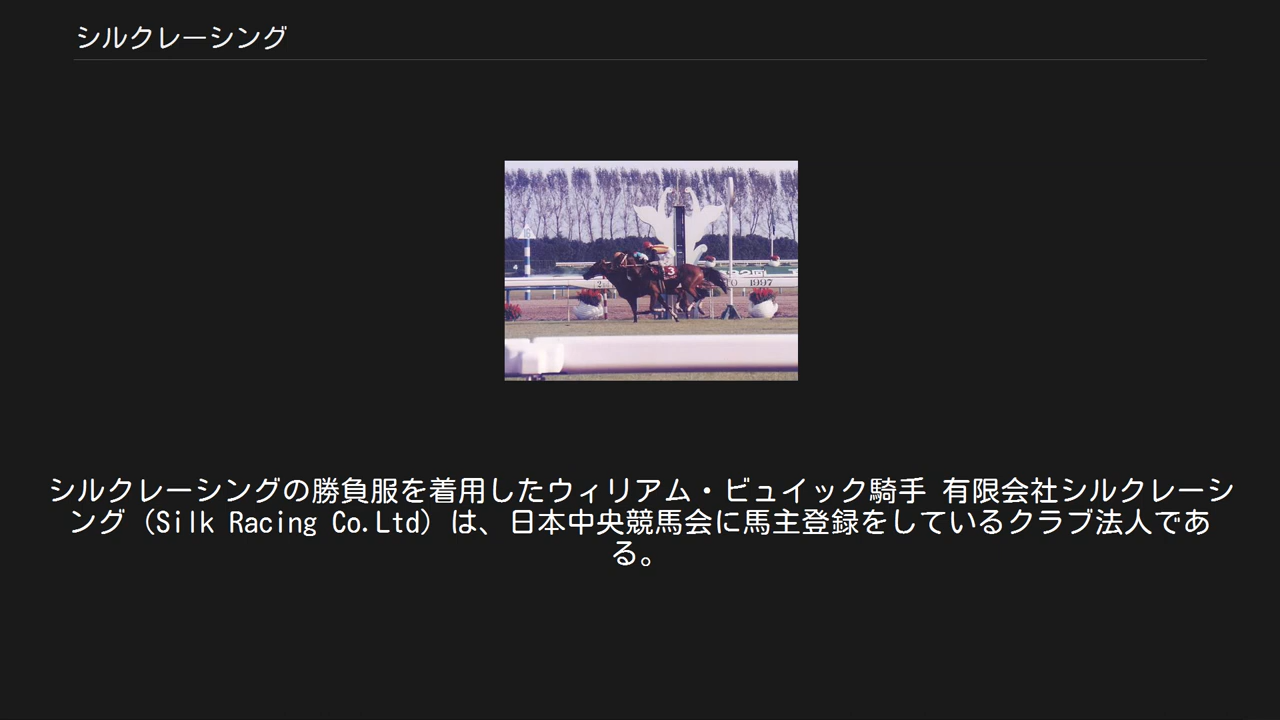 シルクレーシング
シルクレーシングの勝負服を着用したウィリアム・ビュイック騎手 有限会社シルクレーシ
ング（Silk Racing Co.Ltd）は、日本中央競馬会に馬主登録をしているクラブ法人であ
る。